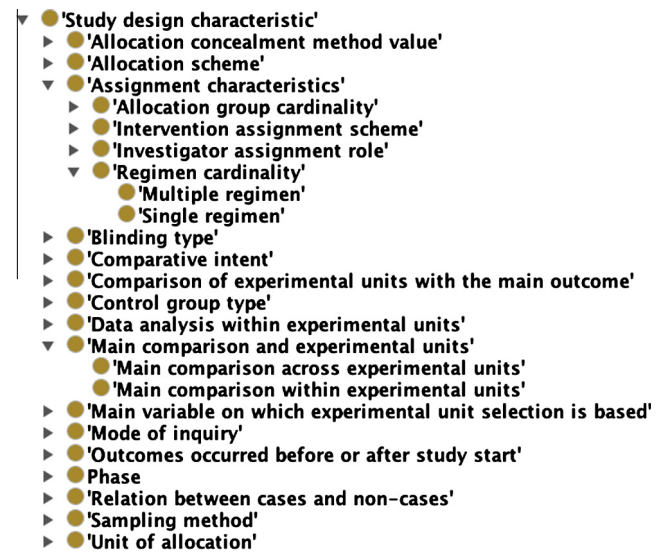 'Study design characteristic'
'Allocation concealment method value'
'Allocation scheme'
'Assignment characteristics'
'Allocation group cardinality'
'Intervention assignment scheme'
'Investigator assignment role'
'Regimen cardinality'
'Multiple regimen'
'Single regimen'
'Blinding type'
'Comparative intent'
'Comparison of experimental units with the main outcome'
'Control group type'
'Data analysis within experimental units'
'Main comparison and experimental units'
'Main comparison across experimental units'
'Main comparison within experimental units'
'Main variable on which experimental unit selection is based'
'Mode of inquiry'
'Outcomes occurred before or after study start'
Phase
'Relation between cases and non-cases'
'Sampling method'
'Unit of allocation'